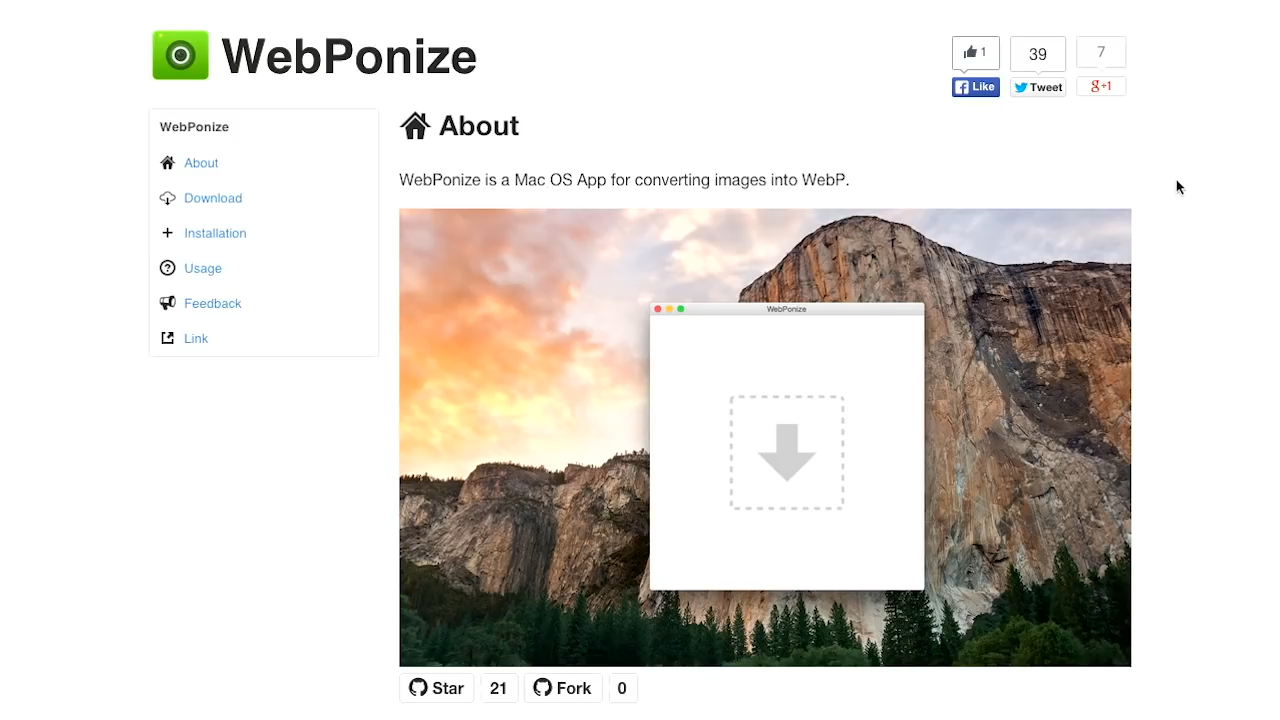 WebPonize
1
39
7
Like
Tweet
g+1
WebPonize
About
Download
Installation
Usage
Feedback
Link
About
WebPonize is a Mac OS App for converting images into WebP.
WebPonize
Star 21 Fork 0